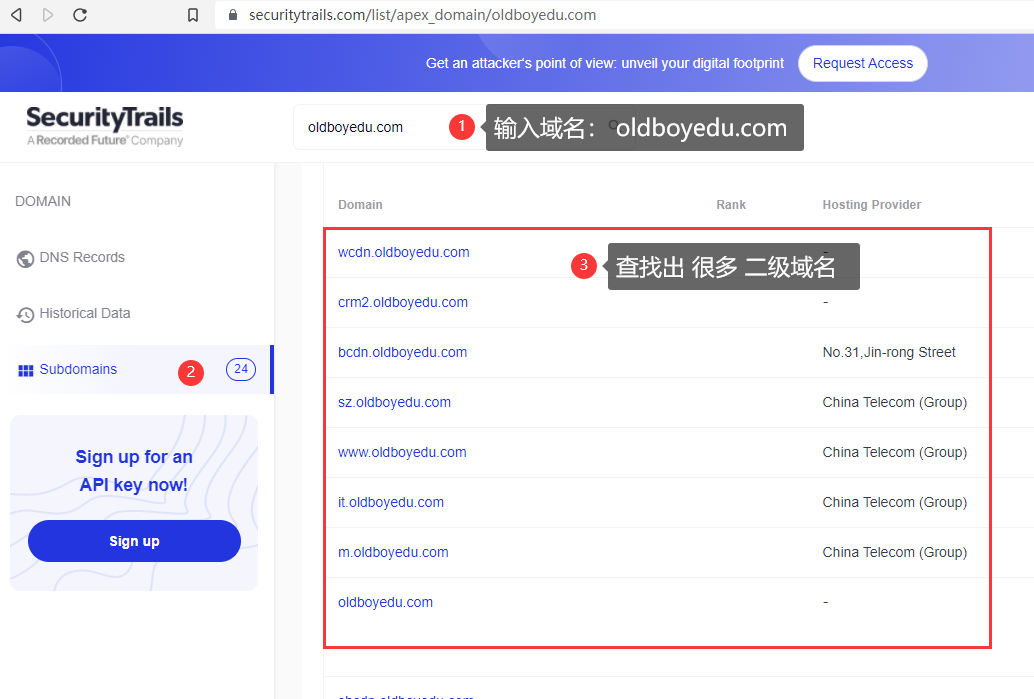 securitytrails.com/list/apex_domain/oldboyedu.com
Get an attacker's point of view: unveil your digital footprint
Request Access
SecurityTrails
A Recorded Future® Company
oldboyedu.com
1
输入域名： oldboyedu.com
DOMAIN
DNS Records
Historical Data
Subdomains
2
24
Sign up for an
API key now!
Sign up
Domain Rank Hosting Provider
wcdn.oldboyedu.com
3
查找出 很多 二级域名
crm2.oldboyedu.com -
bcdn.oldboyedu.com No.31,Jin-rong Street
sz.oldboyedu.com China Telecom (Group)
www.oldboyedu.com China Telecom (Group)
it.oldboyedu.com China Telecom (Group)
m.oldboyedu.com China Telecom (Group)
oldboyedu.com -